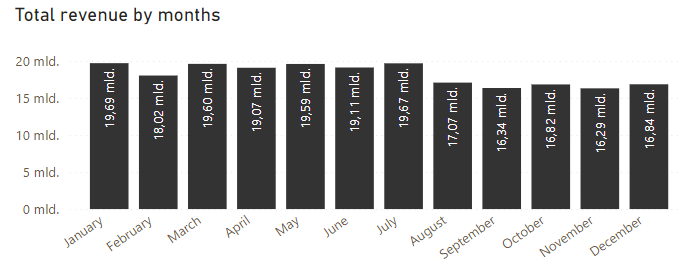 Total revenue by months
20 mld.
15 mld.
10 mld.
5 mld.
0 mld.
19,69 mld.
18,02 mld.
19,60 mld.
19,07 mld.
19,59 mld.
19,11 mld.
19,67 mld.
17,07 mld.
16,34 mld.
16,82 mld.
16,29 mld.
16,84 mld.
January
February
March
April
May
June
July
August
September
October
November
December